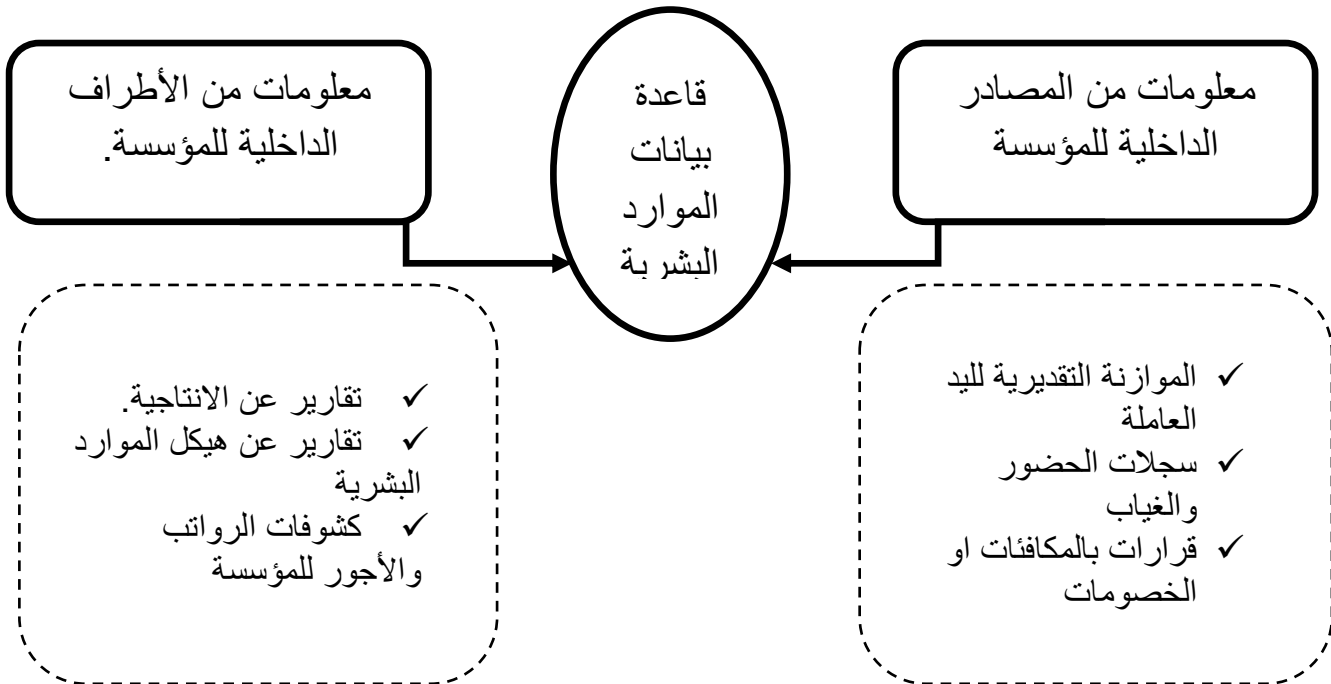 معلومات من المصادر
الداخلية للمؤسسة
قاعدة
بيانات
الموارد
البشرية
معلومات من الأطراف
الداخلية للمؤسسة.
✓ الموازنة التقديرية لليد
العاملة
✓ سجلات الحضور
والغياب
✓ قرارات بالمكافئات او
الخصومات
✓ تقارير عن الانتاجية.
✓ تقارير عن هيكل الموارد
البشرية
✓ كشوفات الرواتب
والأجور للمؤسسة